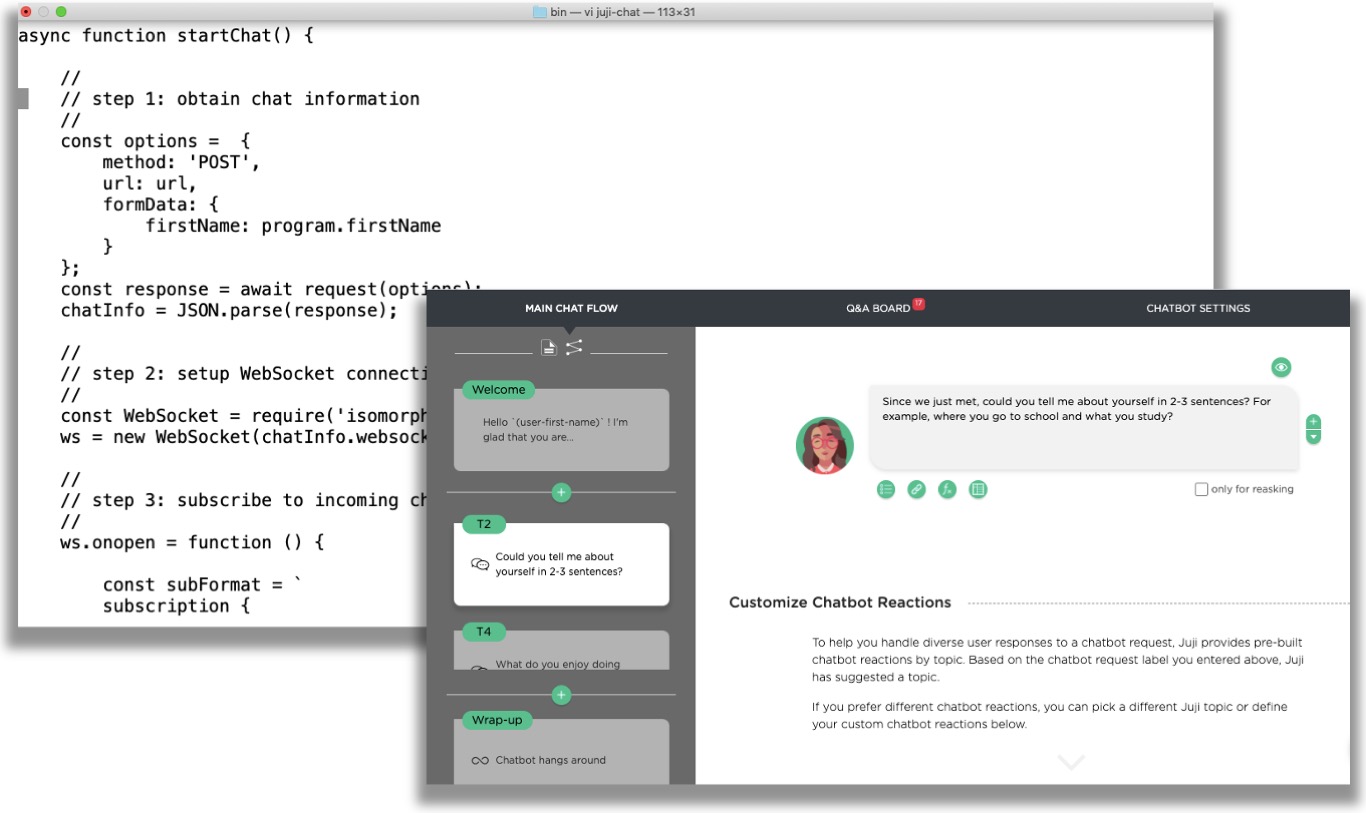 bin — vi juji-chat — 113×31
async function startChat() {
//
// step 1: obtain chat information
//
const options =  {
method: 'POST',
url: url,
formData: {
firstName: program.firstName
}
};
const response = await request(options);
chatInfo = JSON.parse(response);
//
// step 2: setup WebSocket connecti
//
const WebSocket = require('isomorph
ws = new WebSocket(chatInfo.websock
//
// step 3: subscribe to incoming ch
//
ws.onopen = function () {
const subFormat = `
subscription {
MAIN CHAT FLOW
Q&A BOARD 17
CHATBOT SETTINGS
Welcome
Hello `(user-first-name)` ! I'm
glad that you are...
T2
Could you tell me about
yourself in 2-3 sentences?
T4
What do you enjoy doing
Wrap-up
Chatbot hangs around
Since we just met, could you tell me about yourself in 2-3 sentences? For
example, where you go to school and what you study?
only for reasking
Customize Chatbot Reactions
To help you handle diverse user responses to a chatbot request, Juji provides pre-built
chatbot reactions by topic. Based on the chatbot request label you entered above, Juji
has suggested a topic.
If you prefer different chatbot reactions, you can pick a different Juji topic or define
your custom chatbot reactions below.